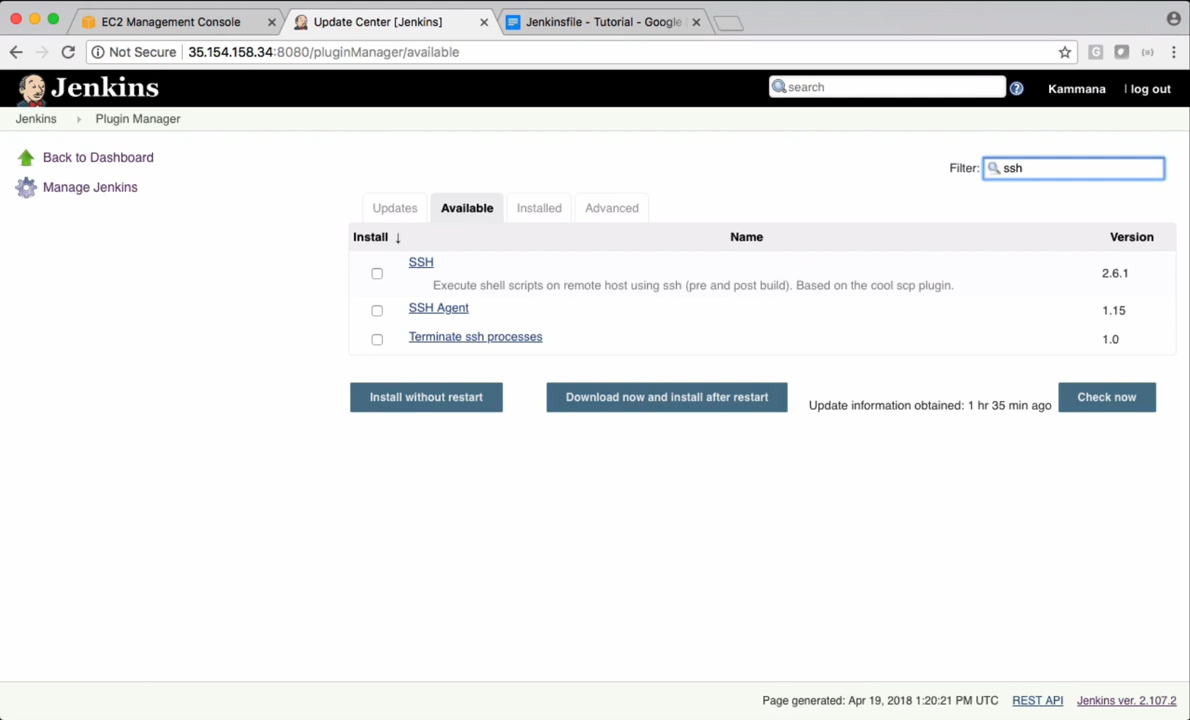 EC2 Management Console
Update Center [Jenkins]
Jenkinsfile - Tutorial - Google
Not Secure 35.154.158.34:8080/pluginManager/available
Jenkins
search
Kammana
| log out
Jenkins
Plugin Manager
Back to Dashboard
Manage Jenkins
Filter: ssh
Updates Available Installed Advanced
Install ↓ Name Version
SSH
Execute shell scripts on remote host using ssh (pre and post build). Based on the cool scp plugin.
2.6.1
SSH Agent 1.15
Terminate ssh processes 1.0
Install without restart
Download now and install after restart
Update information obtained: 1 hr 35 min ago
Check now
Page generated: Apr 19, 2018 1:20:21 PM UTC REST API Jenkins ver. 2.107.2